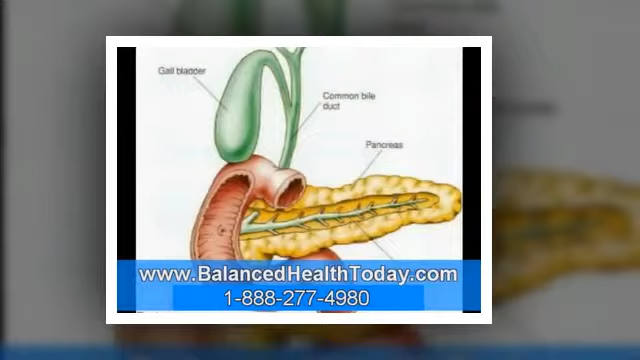 Gall bladder
Common bile
duct
Pancreas
www.BalancedHealthToday.com
1-888-277-4980